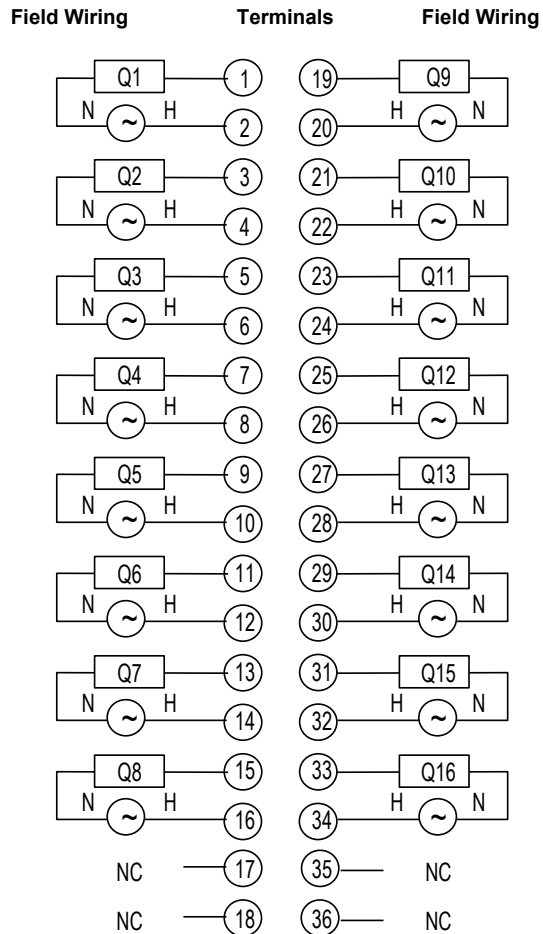 Field Wiring Terminals Field Wiring
Q1 1 19 Q9
N ~ H 2 20 H ~ N
Q2 3 21 Q10
N ~ H 4 22 H ~ N
Q3 5 23 Q11
N ~ H 6 24 H ~ N
Q4 7 25 Q12
N ~ H 8 26 H ~ N
Q5 9 27 Q13
N ~ H 10 28 H ~ N
Q6 11 29 Q14
N ~ H 12 30 H ~ N
Q7 13 31 Q15
N ~ H 14 32 H ~ N
Q8 15 33 Q16
N ~ H 16 34 H ~ N
NC 17 35 NC
NC 18 36 NC